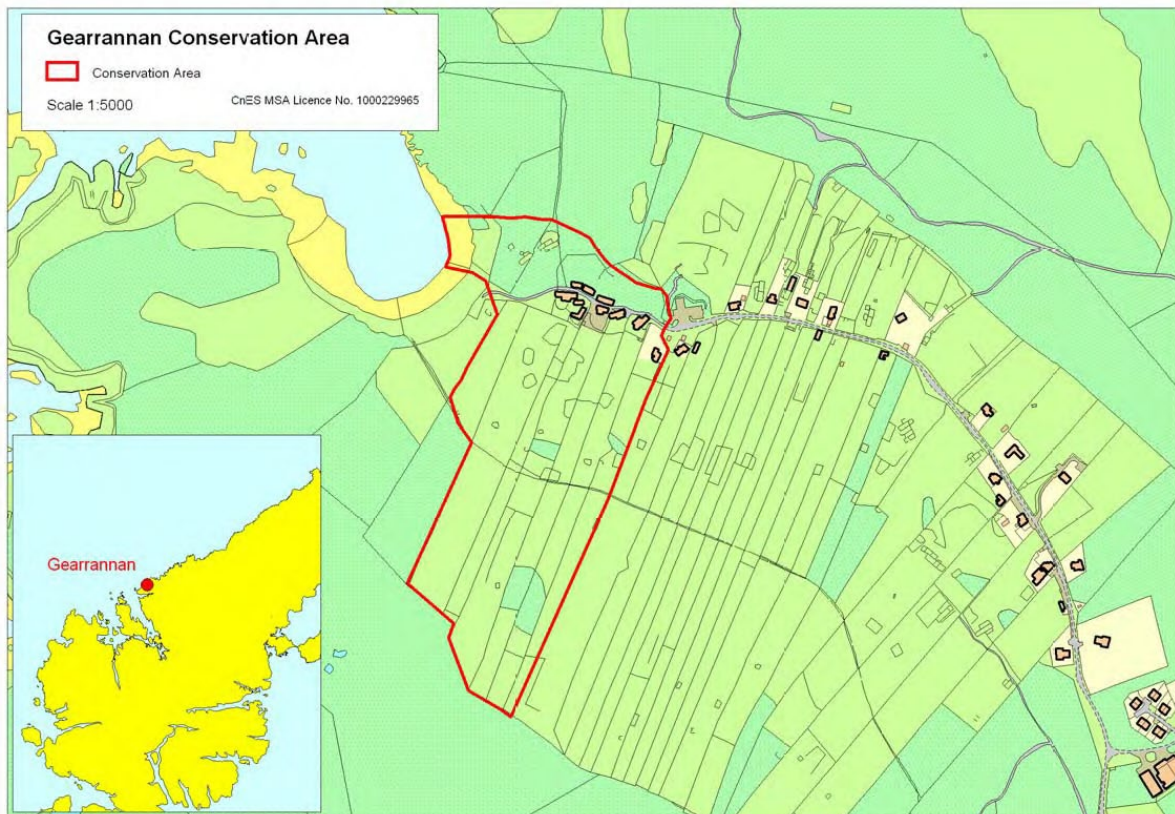 Gearrannan Conservation Area
Conservation Area
Scale 1:5000
CnES MSA Licence No. 1000229965
Gearrannan